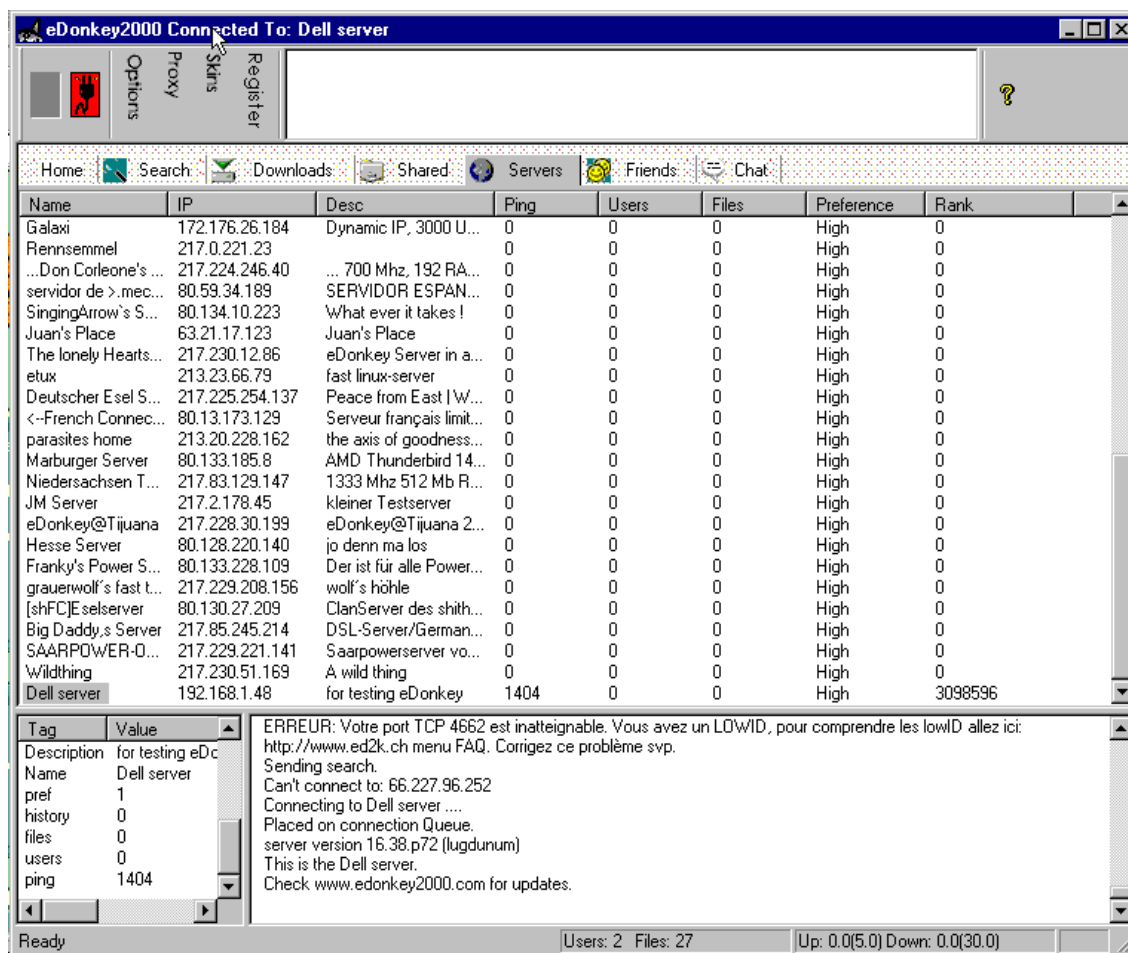 eDonkey2000 Connected To: Dell server
Options Proxy Skins Register
Home Search Downloads Shared Servers Friends Chat
Name IP Desc Ping Users Files Preference Rank
Galaxi 172.176.26.184 Dynamic IP, 3000 U... 0 0 0 High 0
Rennsemmel 217.0.221.23 0 0 0 High 0
...Don Corleone's ... 217.224.246.40 ... 700 Mhz, 192 RA... 0 0 0 High 0
servidor de >.mec... 80.59.34.189 SERVIDOR ESPAN... 0 0 0 High 0
SingingArrow`s S... 80.134.10.223 What ever it takes ! 0 0 0 High 0
Juan's Place 63.21.17.123 Juan's Place 0 0 0 High 0
The lonely Hearts... 217.230.12.86 eDonkey Server in a... 0 0 0 High 0
etux 213.23.66.79 fast linux-server 0 0 0 High 0
Deutscher Esel S... 217.225.254.137 Peace from East | W... 0 0 0 High 0
<--French Connec... 80.13.173.129 Serveur français limit... 0 0 0 High 0
parasites home 213.20.228.162 the axis of goodness... 0 0 0 High 0
Marburger Server 80.133.185.8 AMD Thunderbird 14... 0 0 0 High 0
Niedersachsen T... 217.83.129.147 1333 Mhz 512 Mb R... 0 0 0 High 0
JM Server 217.2.178.45 kleiner Testserver 0 0 0 High 0
eDonkey@Tijuana 217.228.30.199 eDonkey@Tijuana 2... 0 0 0 High 0
Hesse Server 80.128.220.140 jo denn ma los 0 0 0 High 0
Franky's Power S... 80.133.228.109 Der ist für alle Power... 0 0 0 High 0
grauerwolf´s fast t... 217.229.208.156 wolf´s höhle 0 0 0 High 0
[shFC]Eselserver 80.130.27.209 ClanServer des shith... 0 0 0 High 0
Big Daddy,s Server 217.85.245.214 DSL-Server/German... 0 0 0 High 0
SAARPOWER-O... 217.229.221.141 Saarpowerserver vo... 0 0 0 High 0
Wildthing 217.230.51.169 A wild thing 0 0 0 High 0
Dell server 192.168.1.48 for testing eDonkey 1404 0 0 High 3098596
Tag Value
Description for testing eDc
Name Dell server
pref 1
history 0
files 0
users 0
ping 1404
ERREUR: Votre port TCP 4662 est inatteignable. Vous avez un LOWID, pour comprendre les lowID allez ici:
http://www.ed2k.ch menu FAQ. Corrigez ce problème svp.
Sending search.
Can't connect to: 66.227.96.252
Connecting to Dell server ....
Placed on connection Queue.
server version 16.38.p72 (lugdunum)
This is the Dell server.
Check www.edonkey2000.com for updates.
Ready Users: 2 Files: 27 Up: 0.0(5.0) Down: 0.0(30.0)